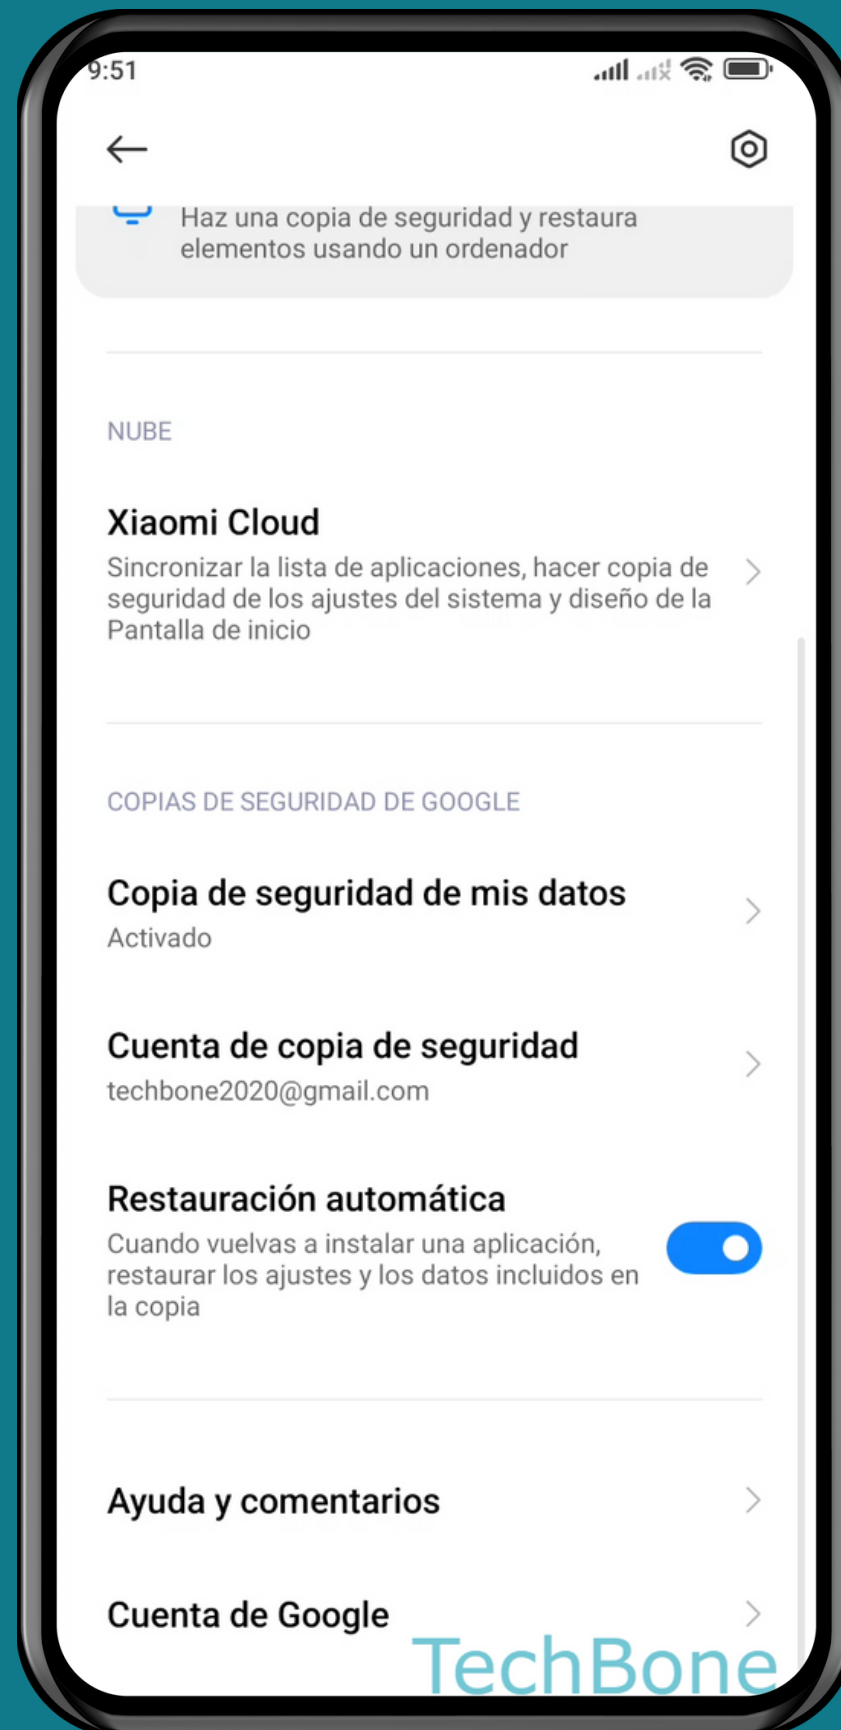 9:51
Haz una copia de seguridad y restaura
elementos usando un ordenador
NUBE
Xiaomi Cloud
Sincronizar la lista de aplicaciones, hacer copia de
seguridad de los ajustes del sistema y diseño de la
Pantalla de inicio
COPIAS DE SEGURIDAD DE GOOGLE
Copia de seguridad de mis datos
Activado
Cuenta de copia de seguridad
techbone2020@gmail.com
Restauración automática
Cuando vuelvas a instalar una aplicación,
restaurar los ajustes y los datos incluidos en
la copia
Ayuda y comentarios
Cuenta de Google
TechBone